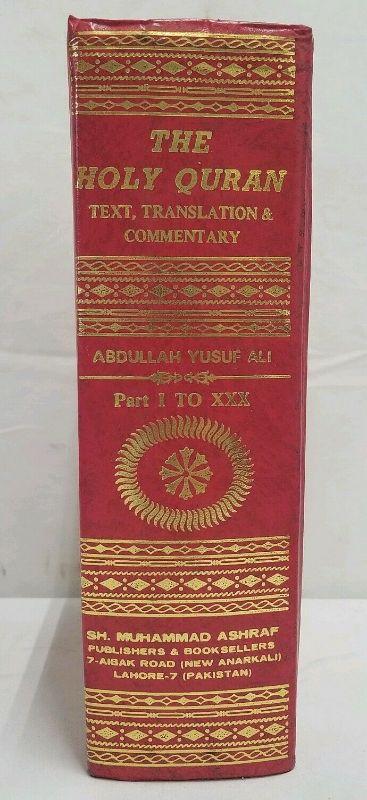 THE
HOLY QURAN
TEXT, TRANSLATION &
COMMENTARY
ABDULLAH YUSUF ALI
Part I TO XXX
SH. MUHAMMAD ASHRAF
PUBLISHERS & BOOKSELLERS
7-AIBAK ROAD (NEW ANARKALI)
LAHORE-7 (PAKISTAN)